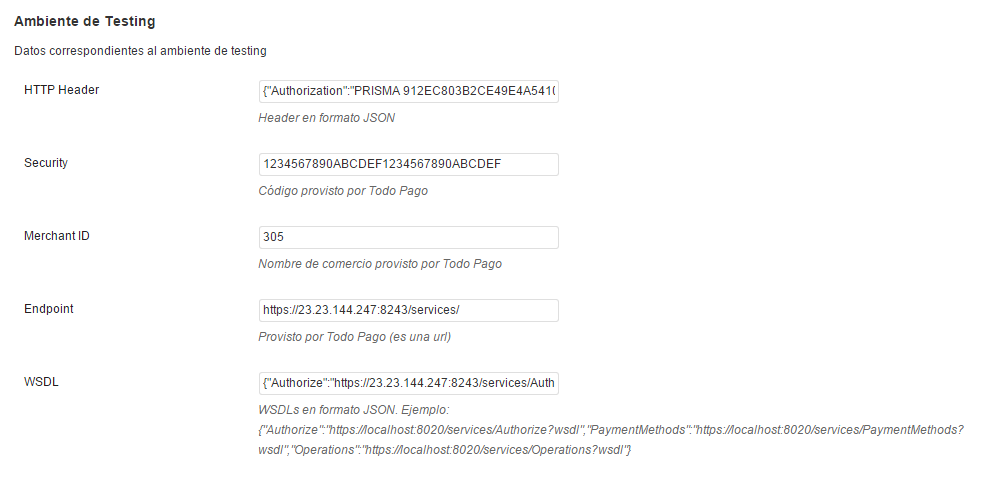 Ambiente de Testing
Datos correspondientes al ambiente de testing
HTTP Header
{"Authorization":"PRISMA 912EC803B2CE49E4A541
Header en formato JSON
Security
1234567890ABCDEF1234567890ABCDEF
Código provisto por Todo Pago
Merchant ID
305
Nombre de comercio provisto por Todo Pago
Endpoint
https://23.23.144.247:8243/services/
Provisto por Todo Pago (es una url)
WSDL
{"Authorize":"https://23.23.144.247:8243/services/Auth
WSDLs en formato JSON. Ejemplo:
{"Authorize":"https://localhost:8020/services/Authorize?wsdl","PaymentMethods":"https://localhost:8020/services/PaymentMethods?
wsdl","Operations":"https://localhost:8020/services/Operations?wsdl"}